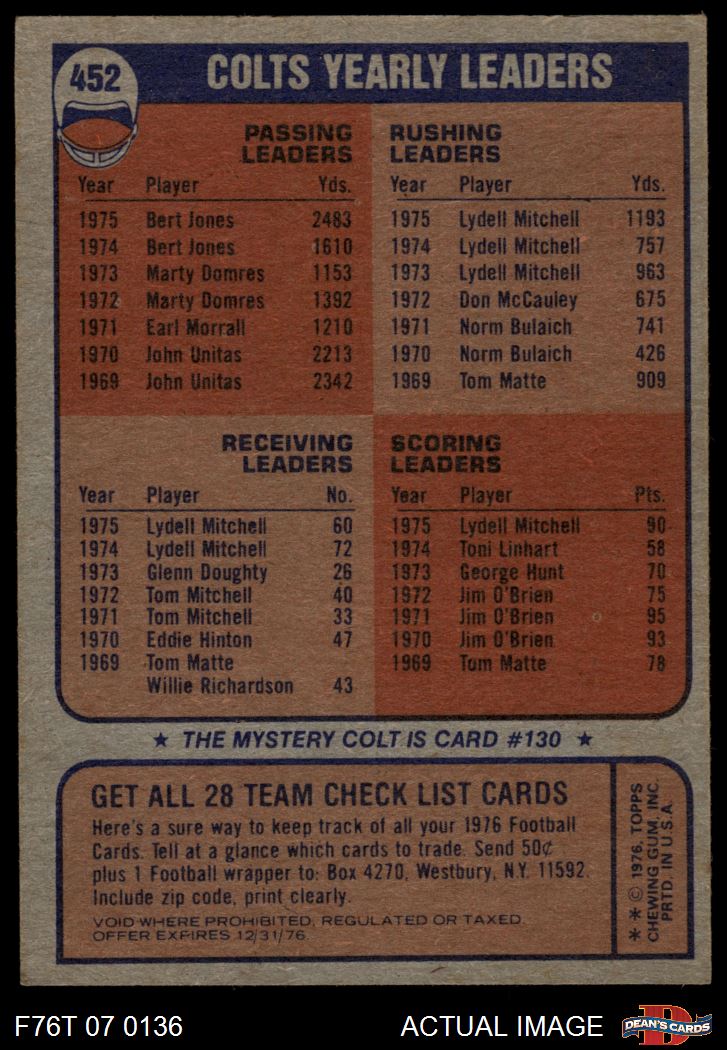 452
COLTS YEARLY LEADERS
PASSING
LEADERS
Year Player Yds.
1975 Bert Jones 2483
1974 Bert Jones 1610
1973 Marty Domres 1153
1972 Marty Domres 1392
1971 Earl Morrall 1210
1970 John Unitas 2213
1969 John Unitas 2342
RUSHING
LEADERS
Year Player Yds.
1975 Lydell Mitchell 1193
1974 Lydell Mitchell 757
1973 Lydell Mitchell 963
1972 Don McCauley 675
1971 Norm Bulaich 741
1970 Norm Bulaich 426
1969 Tom Matte 909
RECEIVING
LEADERS
Year Player No.
1975 Lydell Mitchell 60
1974 Lydell Mitchell 72
1973 Glenn Doughty 26
1972 Tom Mitchell 40
1971 Tom Mitchell 33
1970 Eddie Hinton 47
1969 Tom Matte
Willie Richardson 43
SCORING
LEADERS
Year Player Pts.
1975 Lydell Mitchell 90
1974 Toni Linhart 58
1973 George Hunt 70
1972 Jim O'Brien 75
1971 Jim O'Brien 95
1970 Jim O'Brien 93
1969 Tom Matte 78
★ THE MYSTERY COLT IS CARD #130 ★
GET ALL 28 TEAM CHECK LIST CARDS
Here's a sure way to keep track of all your 1976 Football
Cards. Tell at a glance which cards to trade. Send 50¢
plus 1 Football wrapper to: Box 4270, Westbury, N.Y. 11592.
Include zip code, print clearly.
VOID WHERE PROHIBITED, REGULATED OR TAXED.
OFFER EXPIRES 12/31/76.
★★© 1976, TOPPS
CHEWING GUM, INC.
PRTD. IN U.S.A.
F76T 07 0136
ACTUAL IMAGE
D
DEAN'S CARDS